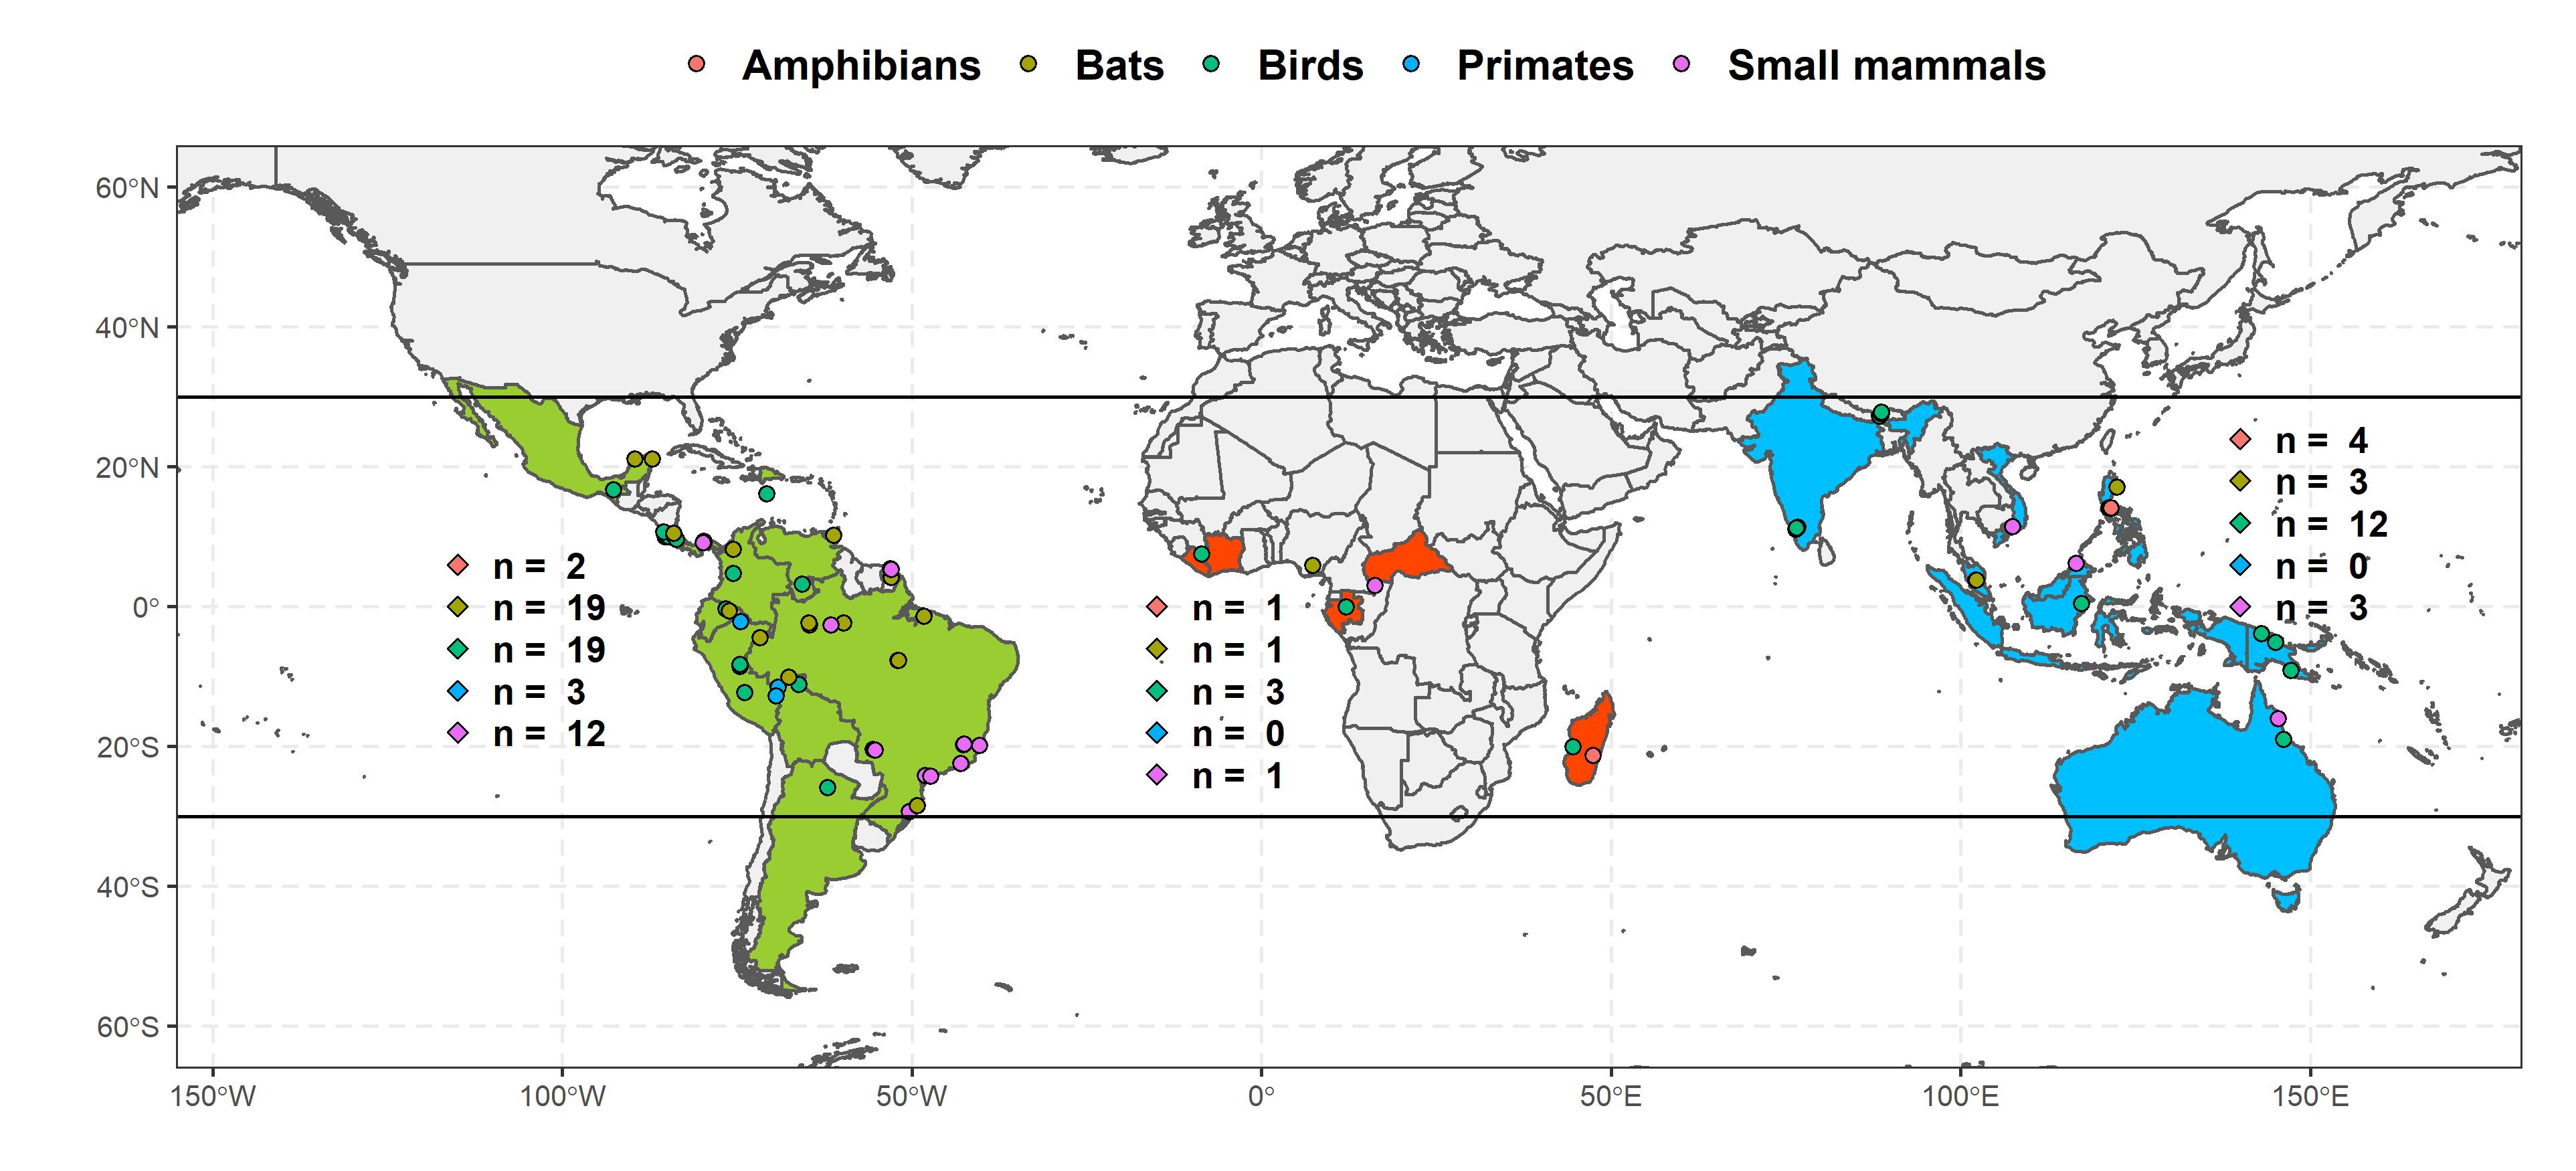 Amphibians Bats Birds Primates Small mammals
60°N
40°N
20°N
0°
20°S
40°S
60°S
n = 2
n = 19
n = 19
n = 3
n = 12
n = 1
n = 1
n = 3
n = 0
n = 1
n = 4
n = 3
n = 12
n = 0
n = 3
150°W 100°W 50°W 0° 50°E 100°E 150°E